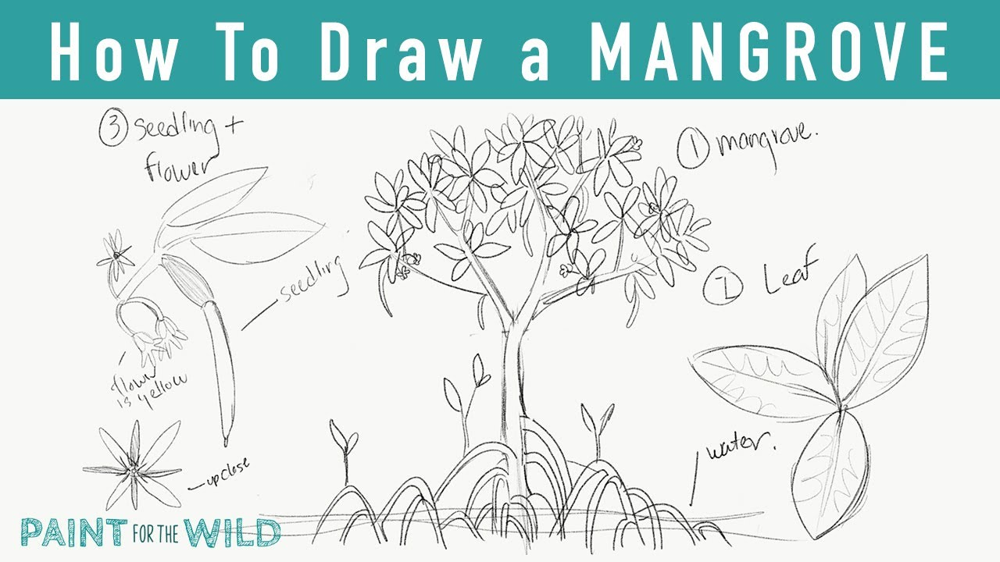 How To Draw a MANGROVE
③ seedling +
flower
① mangrove.
seedling
② Leaf
flower
is yellow
upclose
water.
PAINT FOR THE WILD